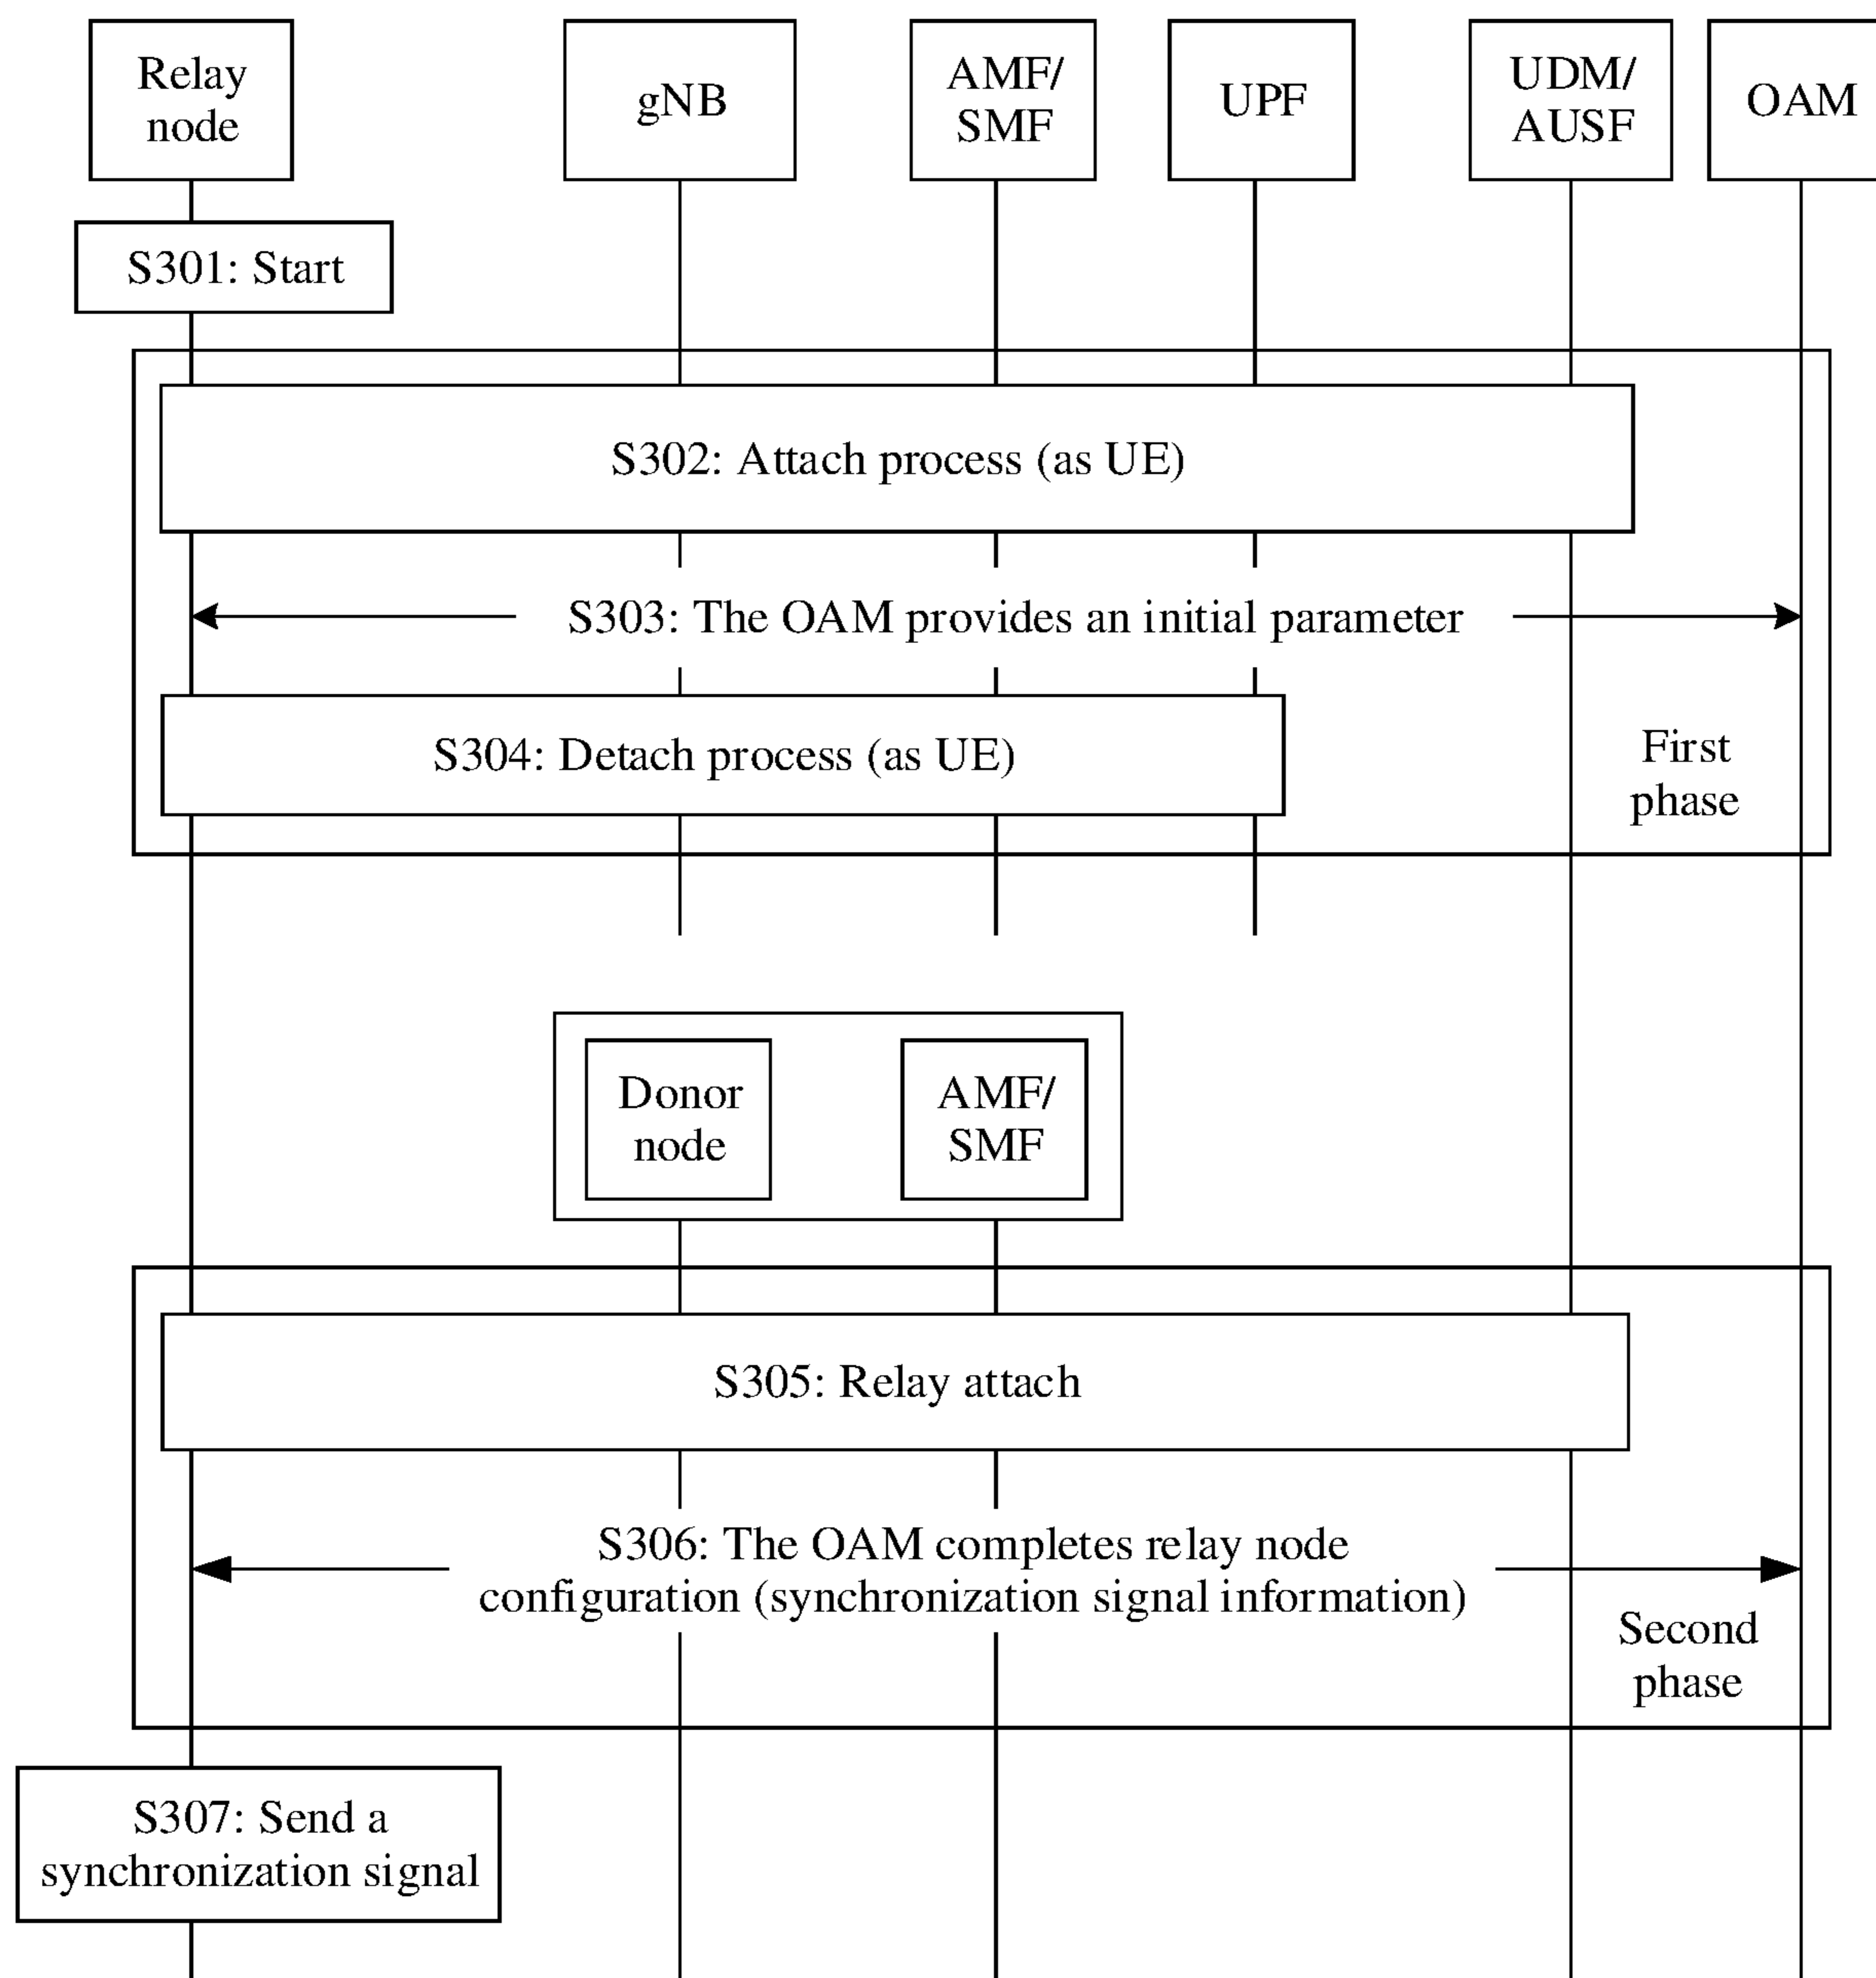 Relay
node
gNB
AMF/
SMF
UPF
UDM/
AUSF
OAM
S301: Start
S302: Attach process (as UE)
S303: The OAM provides an initial parameter
S304: Detach process (as UE)
First
phase
Donor
node
AMF/
SMF
S305: Relay attach
S306: The OAM completes relay node
configuration (synchronization signal information)
Second
phase
S307: Send a
synchronization signal